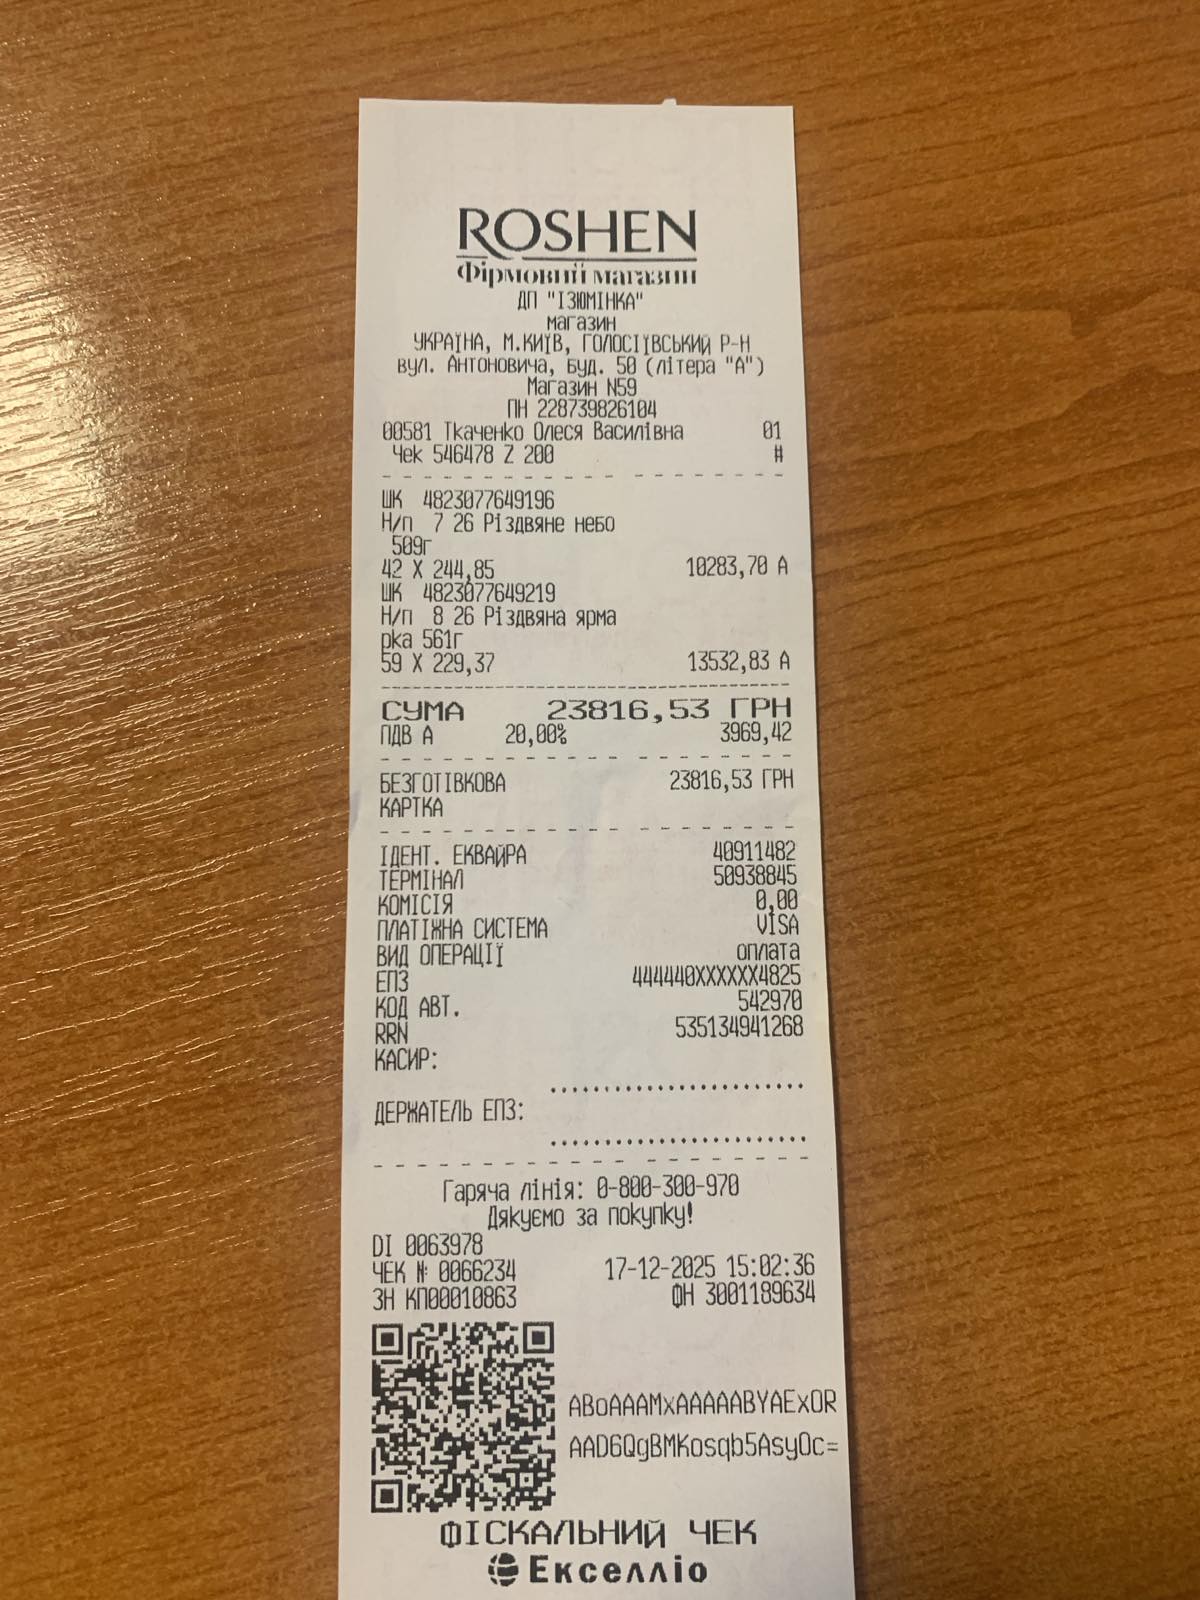 ROSHEN
Фірмовий магазин
ДП "ІЗЮМІНКА"
магазин
УКРАЇНА, М.КИЇВ, ГОЛОСІЇВСЬКИЙ Р-Н
вул. Антоновича, буд. 50 (літера "А")
Магазин N59
ПН 228739826104
00581 Ткаченко Олеся Василівна 01
Чек 546478 Z 200 #
ШК 4823077649196
Н/п 7 26 Різдвяне небо
509г
42 X 244,85 10283,70 А
ШК 4823077649219
Н/п 8 26 Різдвяна ярма
рка 561г
59 X 229,37 13532,83 А
СУМА 23816,53 ГРН
ПДВ А 20,00% 3969,42
БЕЗГОТІВКОВА 23816,53 ГРН
КАРТКА
ІДЕНТ. ЕКВАЙРА 40911482
ТЕРМІНАЛ 50938845
КОМІСІЯ 0,00
ПЛАТІЖНА СИСТЕМА VISA
ВИД ОПЕРАЦІЇ оплата
ЕПЗ 444440XXXXXX4825
КОД АВТ. 542970
RRN 535134941268
КАСИР:
ДЕРЖАТЕЛЬ ЕПЗ:
Гаряча лінія: 0-800-300-970
Дякуємо за покупку!
DI 0063978
ЧЕК № 0066234 17-12-2025 15:02:36
ЗН КП00010863 ФН 3001189634
ABoAAAMxAAAAABYAExOR
AAD6QgBMKosqb5AsyOc=
ФІСКАЛЬНИЙ ЧЕК
Екселліо